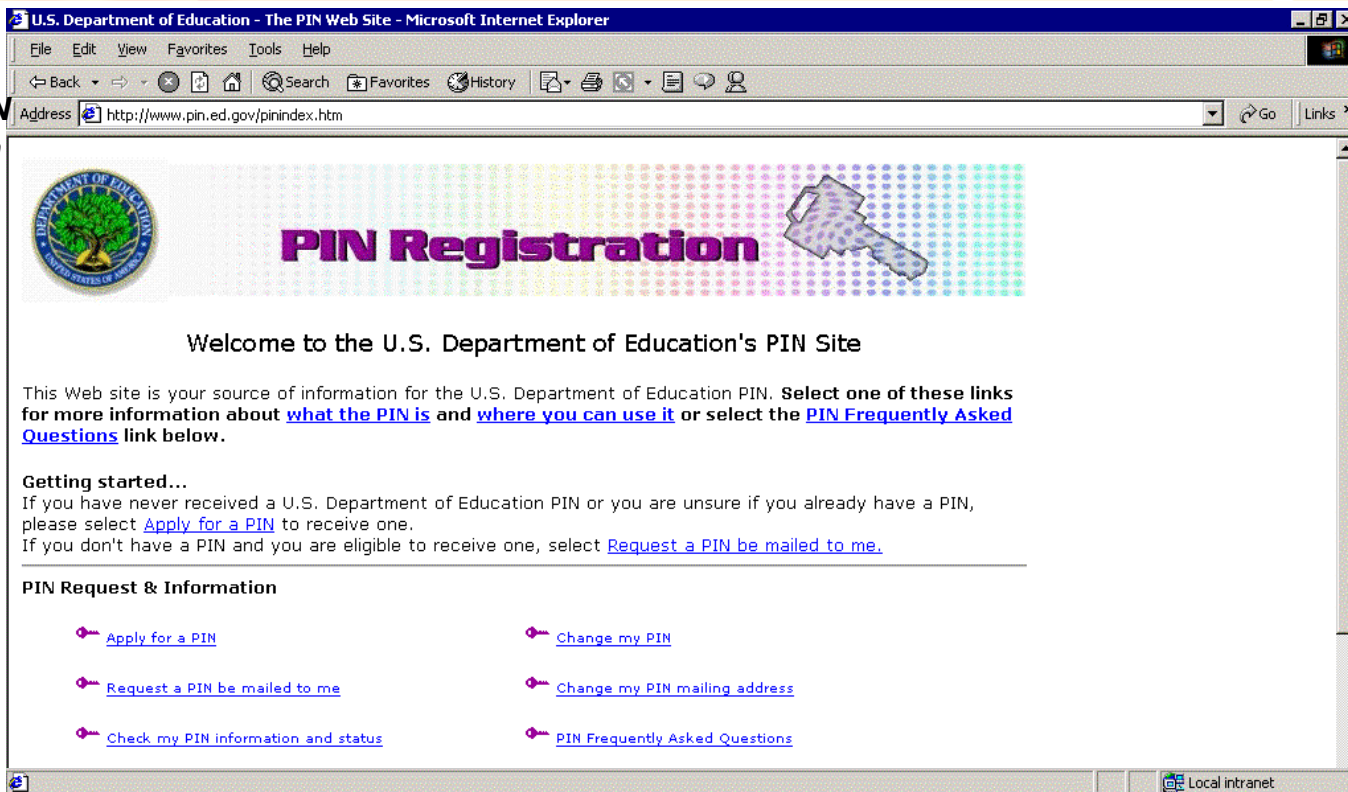 U.S. Department of Education - The PIN Web Site - Microsoft Internet Explorer
File Edit View Favorites Tools Help
Back Search Favorites History
Address http://www.pin.ed.gov/pinindex.htm Go Links
DEPARTMENT OF EDUCATION
UNITED STATES OF AMERICA
PIN Registration
Welcome to the U.S. Department of Education's PIN Site
This Web site is your source of information for the U.S. Department of Education PIN. Select one of these links
for more information about what the PIN is and where you can use it or select the PIN Frequently Asked
Questions link below.
Getting started...
If you have never received a U.S. Department of Education PIN or you are unsure if you already have a PIN,
please select Apply for a PIN to receive one.
If you don't have a PIN and you are eligible to receive one, select Request a PIN be mailed to me.
PIN Request & Information
Apply for a PIN Change my PIN
Request a PIN be mailed to me Change my PIN mailing address
Check my PIN information and status PIN Frequently Asked Questions
Local intranet